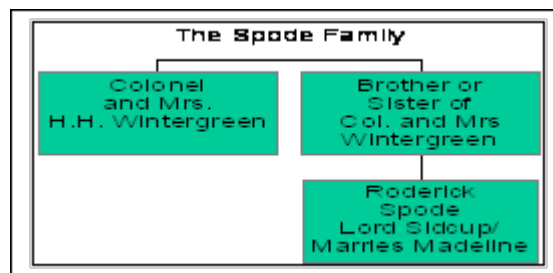 The Spode Family
Colonel
and Mrs.
H.H. Wintergreen
Brother or
Sister of
Col. and Mrs
Wintergreen
Roderick
Spode
Lord Sidcup/
Marries Madeline